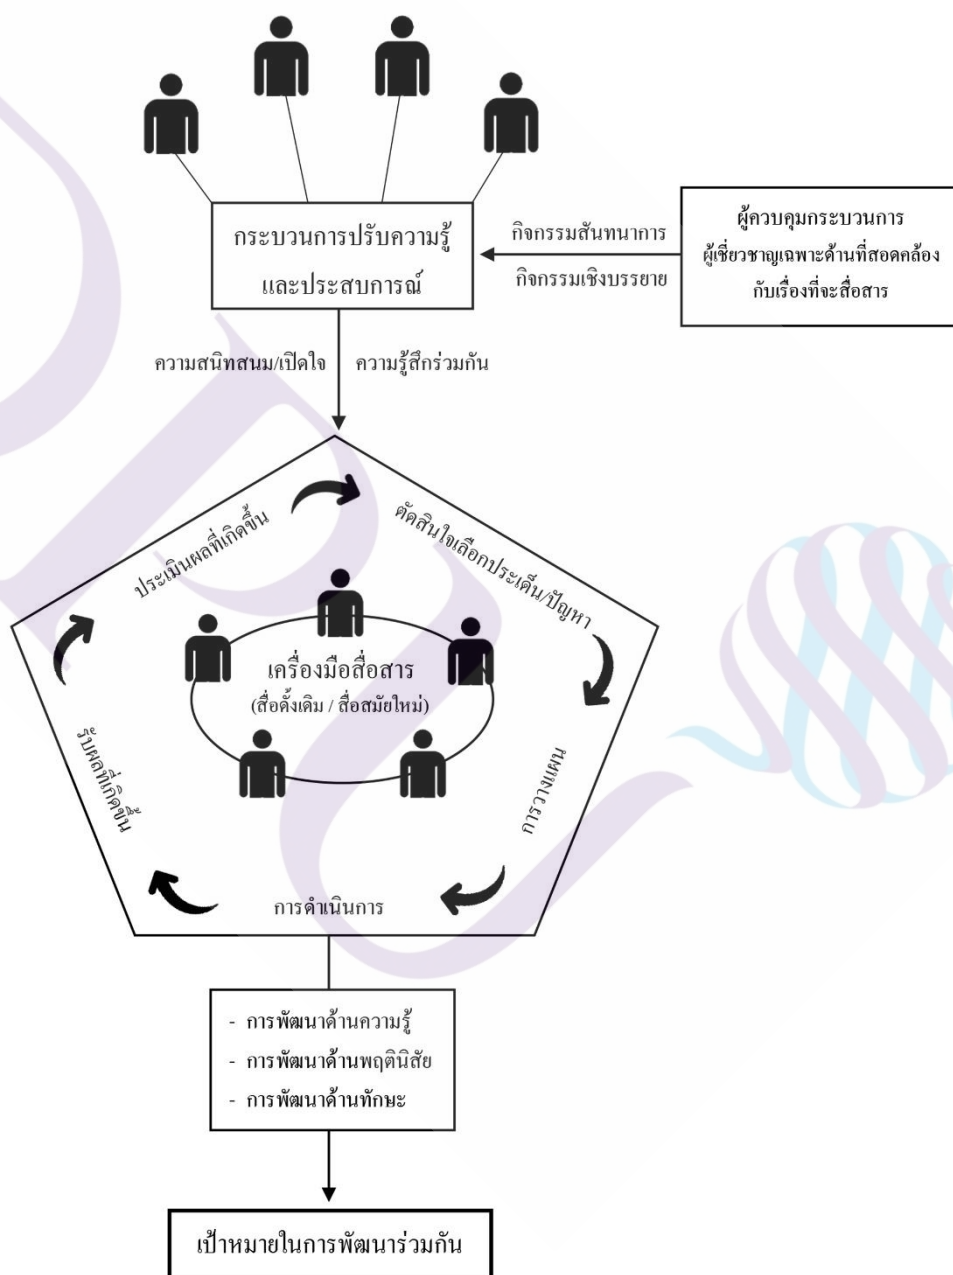 กระบวนการปรับความรู้
และประสบการณ์
กิจกรรมสันทนาการ
กิจกรรมเชิงบรรยาย
ผู้ควบคุมกระบวนการ
ผู้เชี่ยวชาญเฉพาะด้านที่สอดคล้อง
กับเรื่องที่จะสื่อสาร
ความสนิทสนม/เปิดใจ
ความรู้สึกร่วมกัน
ประเมินผลที่เกิดขึ้น
ตัดสินใจเลือกประเด็น/ปัญหา
เครื่องมือสื่อสาร
(สื่อดั้งเดิม / สื่อสมัยใหม่)
การวางแผน
รับผลที่เกิดขึ้น
การดำเนินการ
- การพัฒนาด้านความรู้
- การพัฒนาด้านพฤตินิสัย
- การพัฒนาด้านทักษะ
เป้าหมายในการพัฒนาร่วมกัน